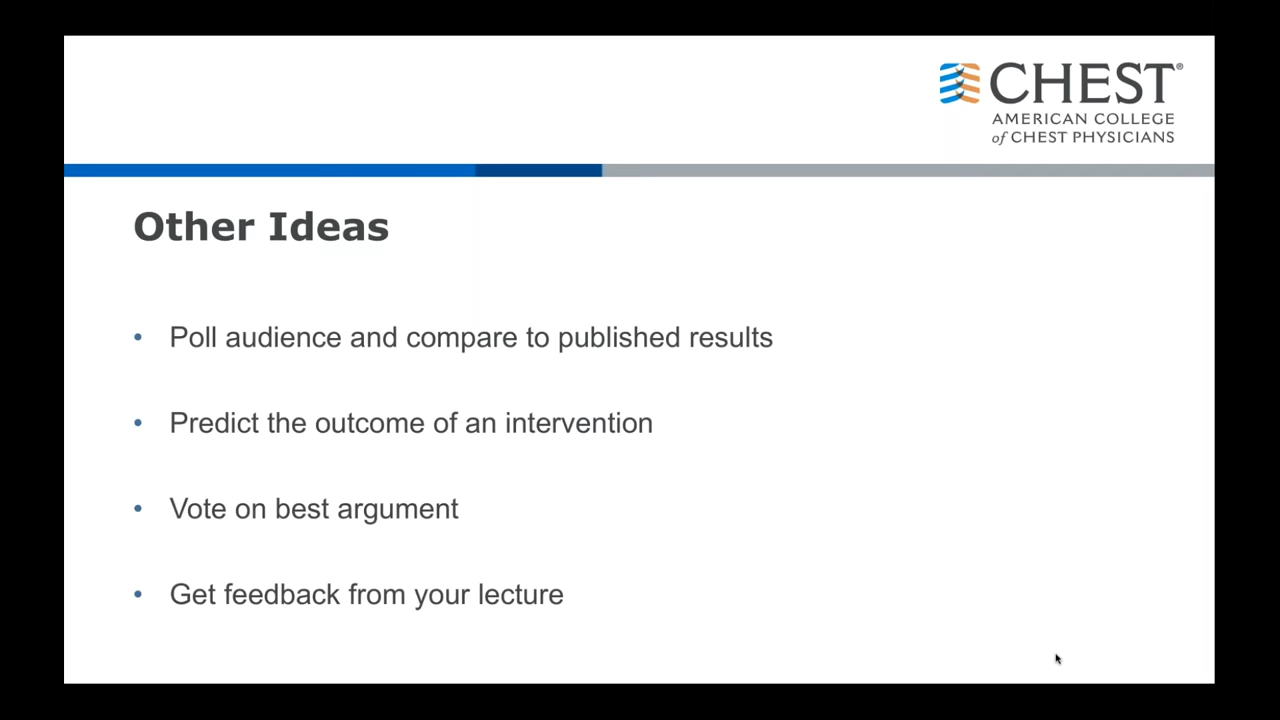 CHEST®
AMERICAN COLLEGE
of CHEST PHYSICIANS
Other Ideas
• Poll audience and compare to published results
• Predict the outcome of an intervention
• Vote on best argument
• Get feedback from your lecture